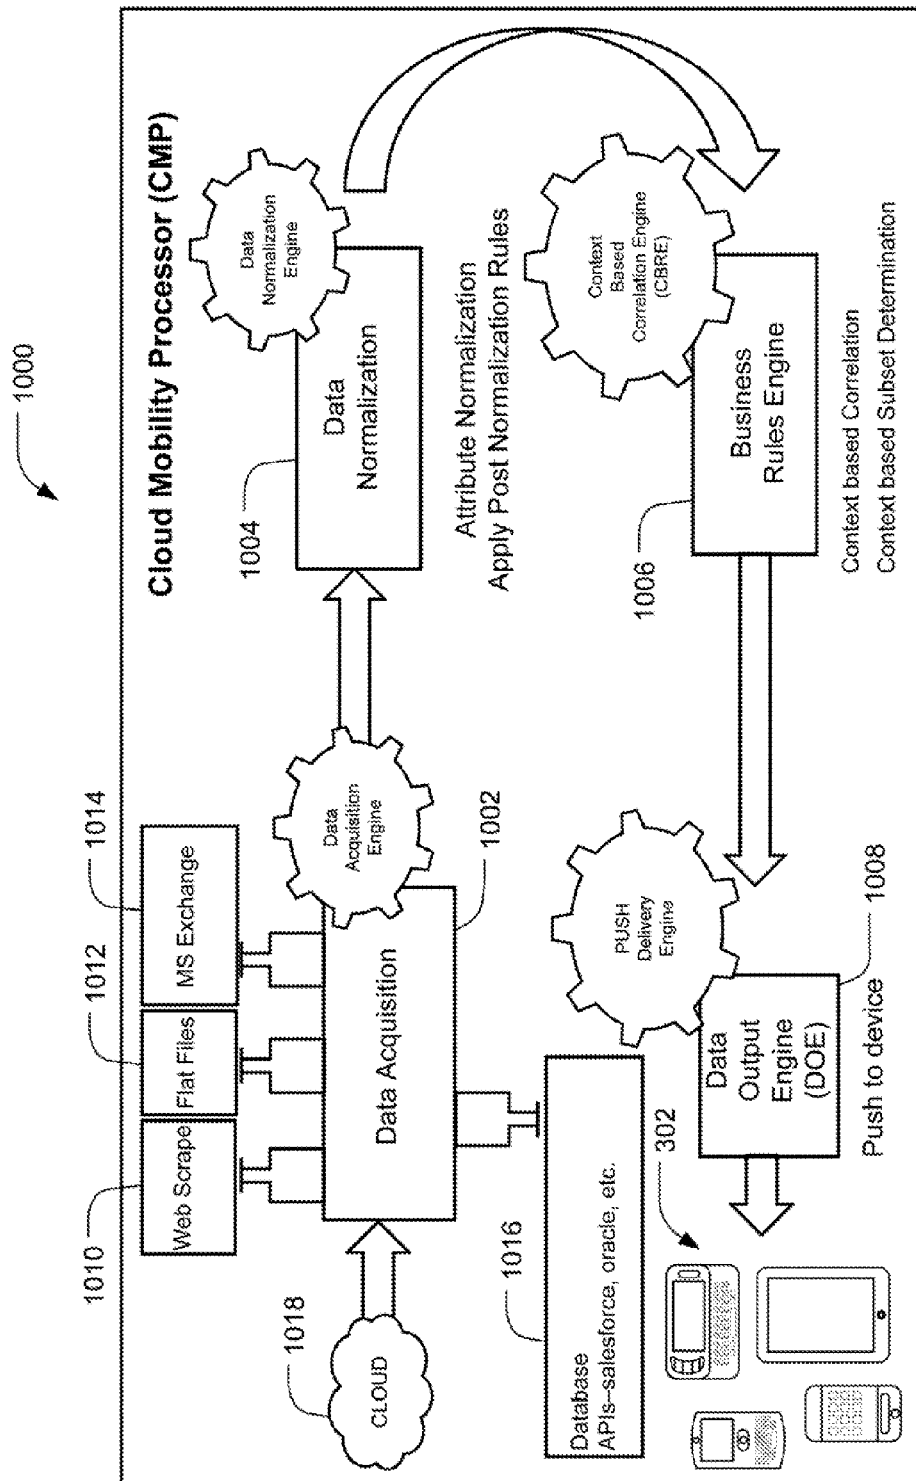 1000
Cloud Mobility Processor (CMP)
1010
1012
1014
Web Scrape
Flat Files
MS Exchange
1018
CLOUD
Data Acquisition
Data
Acquisition
Engine
1002
1004
Data
Normalization
Data
Normalization
Engine
Attribute Normalization
Apply Post Normalization Rules
1016
Database
APIs–salesforce, oracle, etc.
302
PUSH
Delivery
Engine
Data
Output
Engine
(DOE)
1008
Push to device
1006
Context
Based
Correlation Engine
(CBRE)
Business
Rules Engine
Context based Correlation
Context based Subset Determination